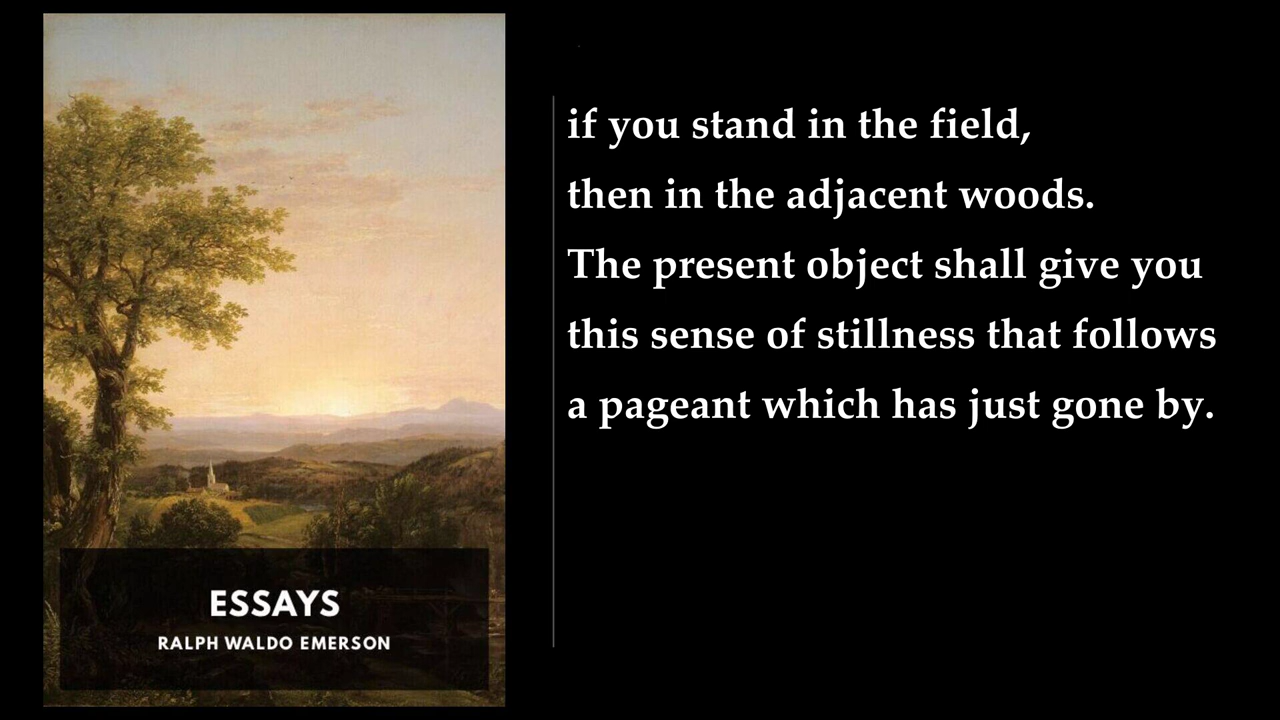 if you stand in the field,
then in the adjacent woods.
The present object shall give you
this sense of stillness that follows
a pageant which has just gone by.
ESSAYS
RALPH WALDO EMERSON